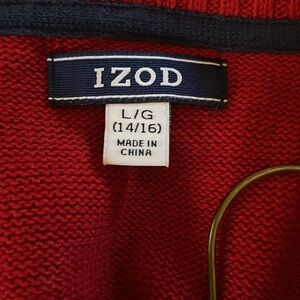 IZOD
L/G
(14/16)
MADE IN
CHINA